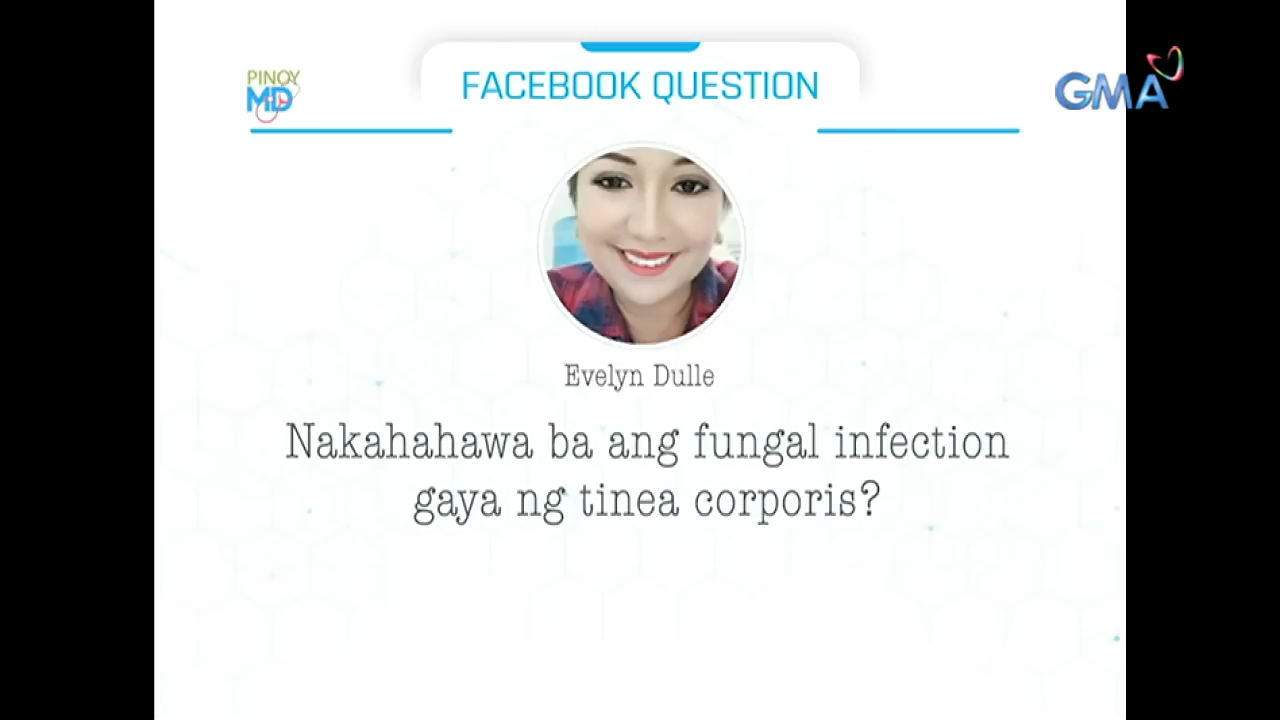 PINOY
MD
FACEBOOK QUESTION
GMA
Evelyn Dulle
Nakahahawa ba ang fungal infection
gaya ng tinea corporis?